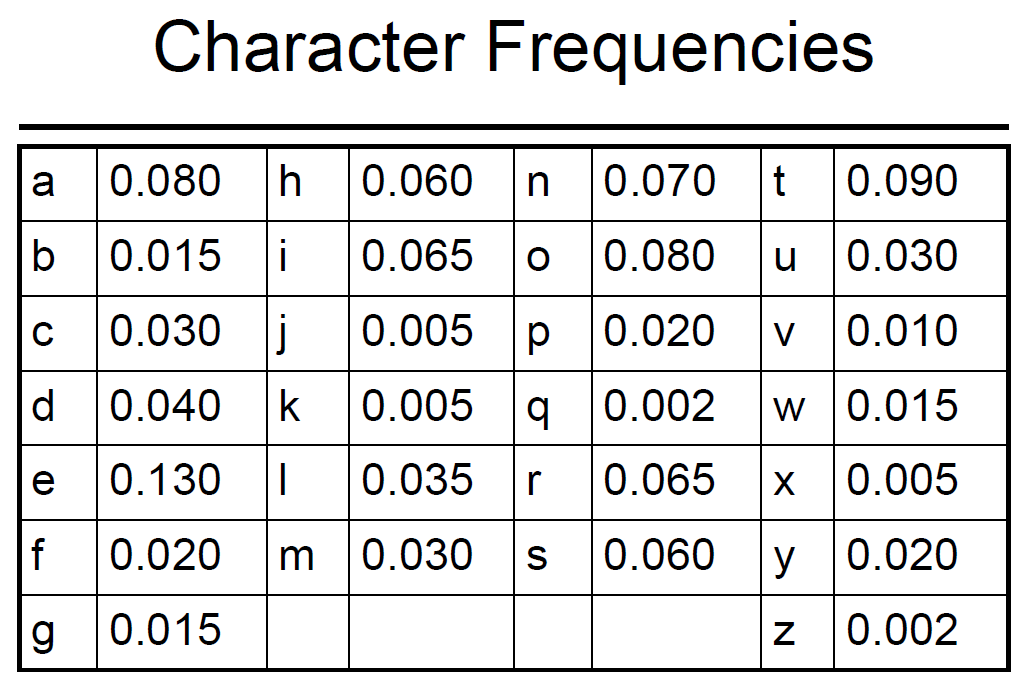 Character Frequencies
a 0.080 h 0.060 n 0.070 t 0.090
b 0.015 i 0.065 o 0.080 u 0.030
c 0.030 j 0.005 p 0.020 v 0.010
d 0.040 k 0.005 q 0.002 w 0.015
e 0.130 l 0.035 r 0.065 x 0.005
f 0.020 m 0.030 s 0.060 y 0.020
g 0.015 z 0.002